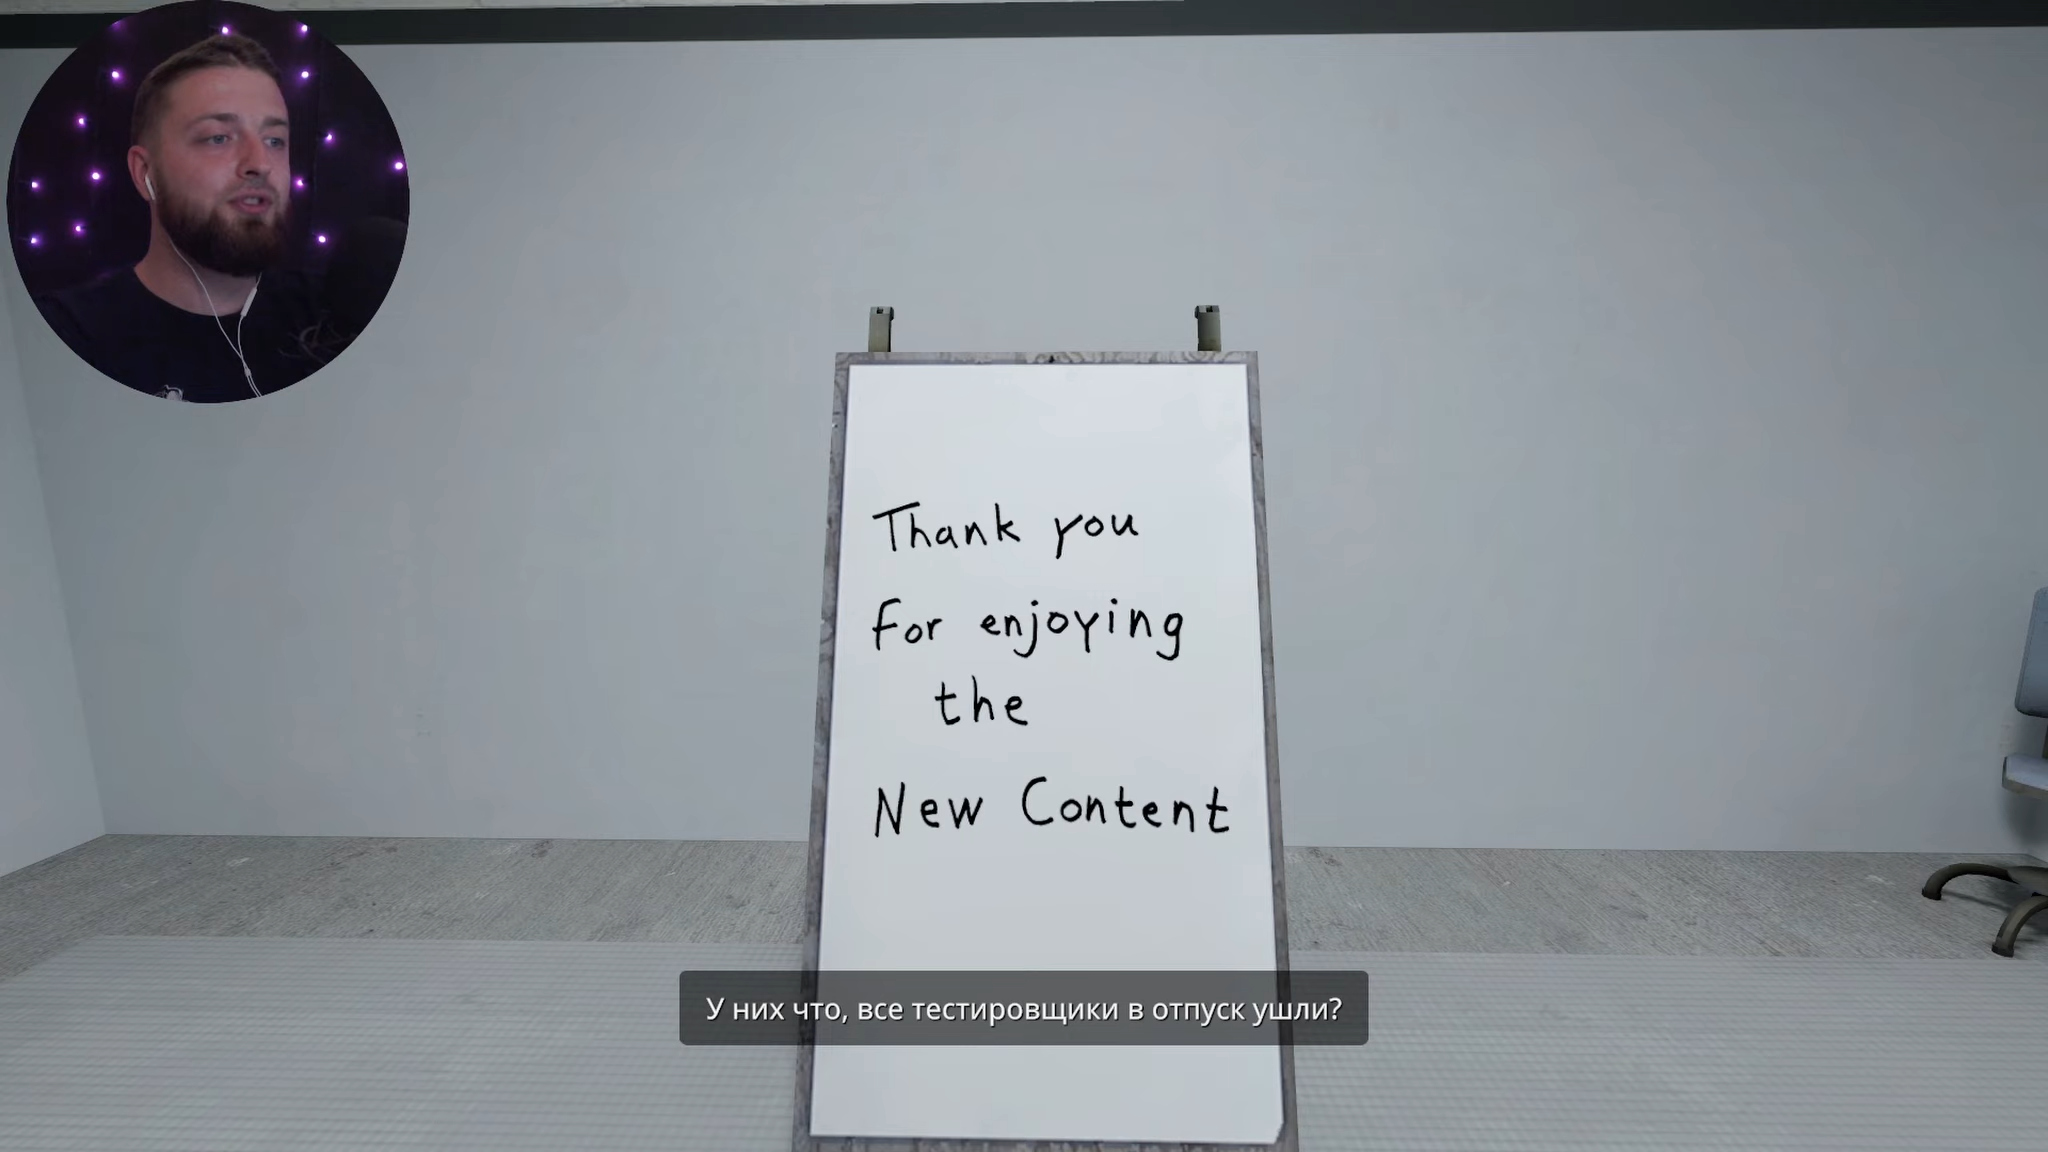 Thank you
For enjoying
the
New Content
У них что, все тестировщики в отпуск ушли?